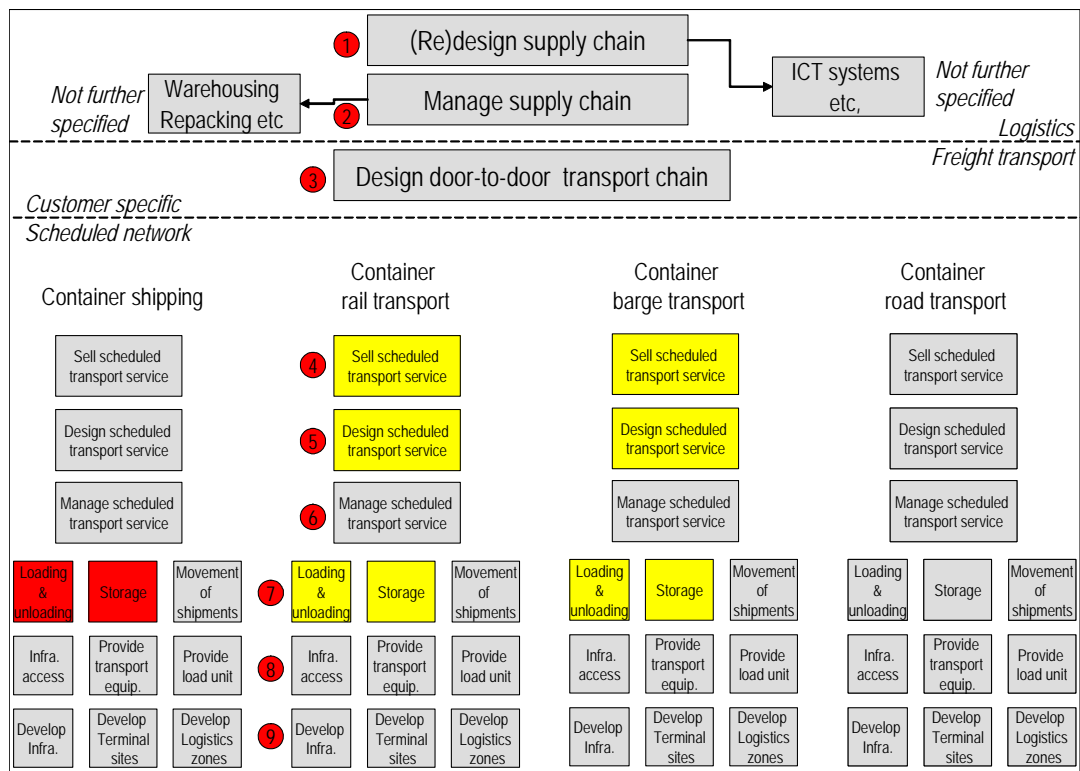 1
(Re)design supply chain
Not further
specified
Warehousing
Repacking etc
2
Manage supply chain
ICT systems
etc,
Not further
specified
Logistics
Freight transport
3
Design door-to-door transport chain
Customer specific
Scheduled network
Container shipping
Container
rail transport
Container
barge transport
Container
road transport
Sell scheduled
transport service
4
Sell scheduled
transport service
Sell scheduled
transport service
Sell scheduled
transport service
Design scheduled
transport service
5
Design scheduled
transport service
Design scheduled
transport service
Design scheduled
transport service
Manage scheduled
transport service
6
Manage scheduled
transport service
Manage scheduled
transport service
Manage scheduled
transport service
Loading
&
unloading
Storage
Movement
of
shipments
7
Loading
&
unloading
Storage
Movement
of
shipments
Loading
&
unloading
Storage
Movement
of
shipments
Loading
&
unloading
Storage
Movement
of
shipments
Infra.
access
Provide
transport
equip.
Provide
load unit
8
Infra.
access
Provide
transport
equip.
Provide
load unit
Infra.
access
Provide
transport
equip.
Provide
load unit
Infra.
access
Provide
transport
equip.
Provide
load unit
Develop
Infra.
Develop
Terminal
sites
Develop
Logistics
zones
9
Develop
Infra.
Develop
Terminal
sites
Develop
Logistics
zones
Develop
Infra.
Develop
Terminal
sites
Develop
Logistics
zones
Develop
Infra.
Develop
Terminal
sites
Develop
Logistics
zones